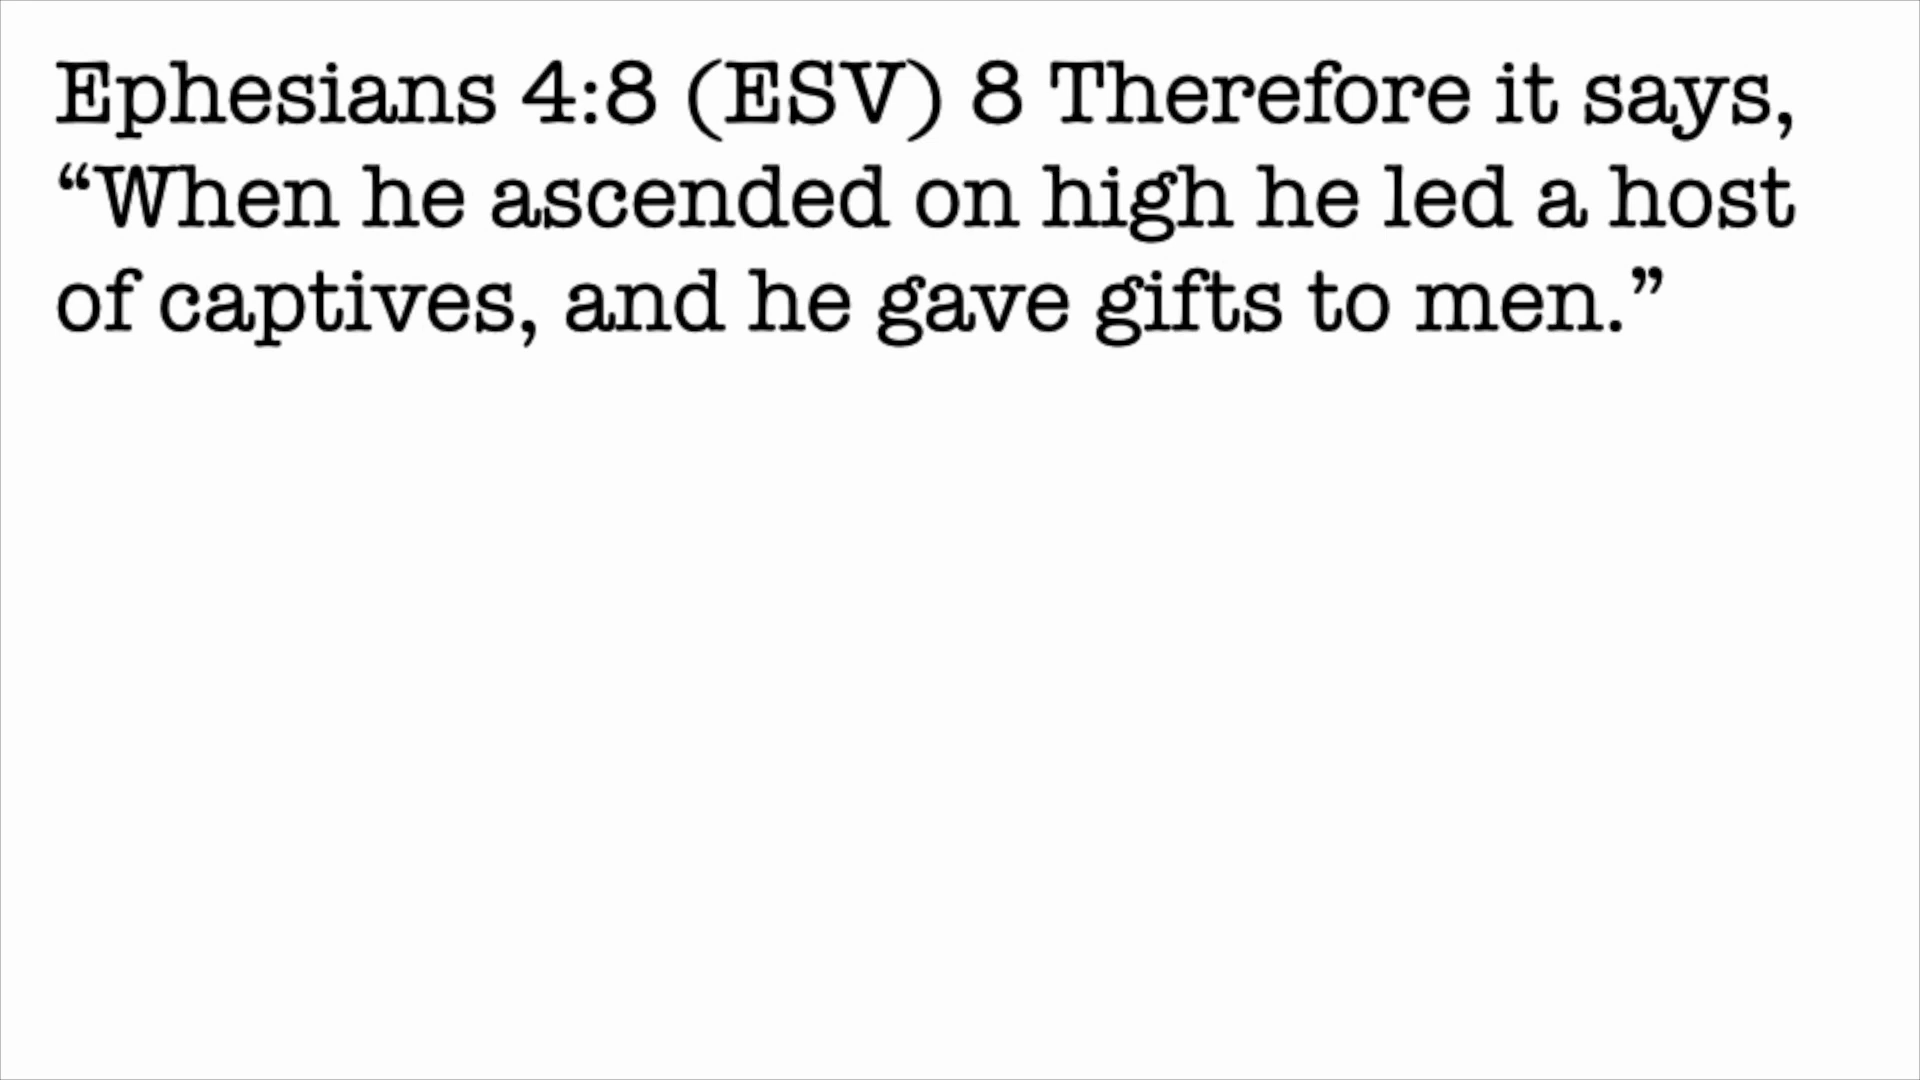 Ephesians 4:8 (ESV) 8 Therefore it says,
“When he ascended on high he led a host
of captives, and he gave gifts to men.”